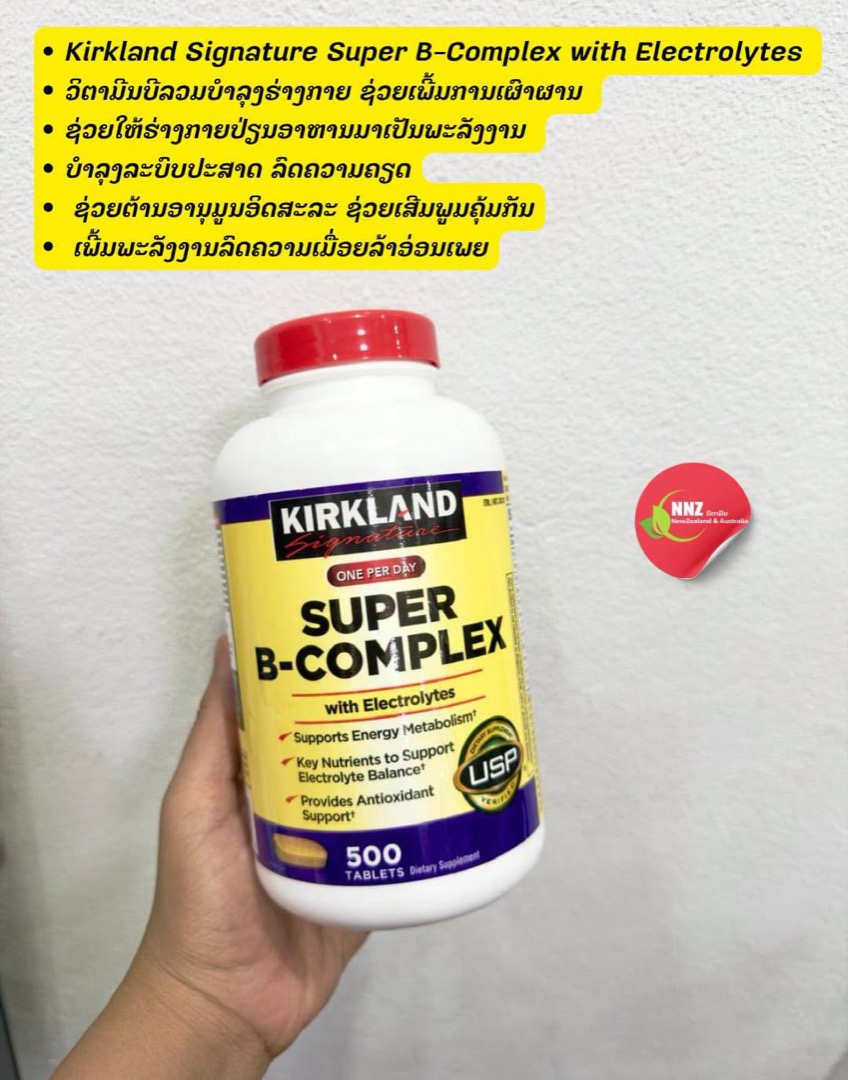 • Kirkland Signature Super B-Complex with Electrolytes
• ວິຕາມິນບີລວມບຳລຸງຮ່າງກາຍ ຊ່ວຍເພີ້ມການເຜົາຜານ
• ຊ່ວຍໃຫ້ຮ່າງກາຍປ່ຽນອາຫານມາເປັນພະລັງງານ
• ບຳລຸງລະບົບປະສາດ ລົດຄວາມຄຽດ
• ຊ່ວຍຕ້ານອານຸມູນອິດສະລະ ຊ່ວຍເສີມພູມຄຸ້ມກັນ
• ເພີ້ມພະລັງງານລົດຄວາມເມື່ອຍລ້າອ່ອນເພຍ
KIRKLAND
Signature
ONE PER DAY
SUPER
B-COMPLEX
with Electrolytes
Supports Energy Metabolism†
Key Nutrients to Support
Electrolyte Balance†
Provides Antioxidant
Support†
DIETARY SUPPLEMENT
USP
VERIFIED
500
TABLETS Dietary Supplement
NNZ ວິຕາມິນ
NewZealand & Australia